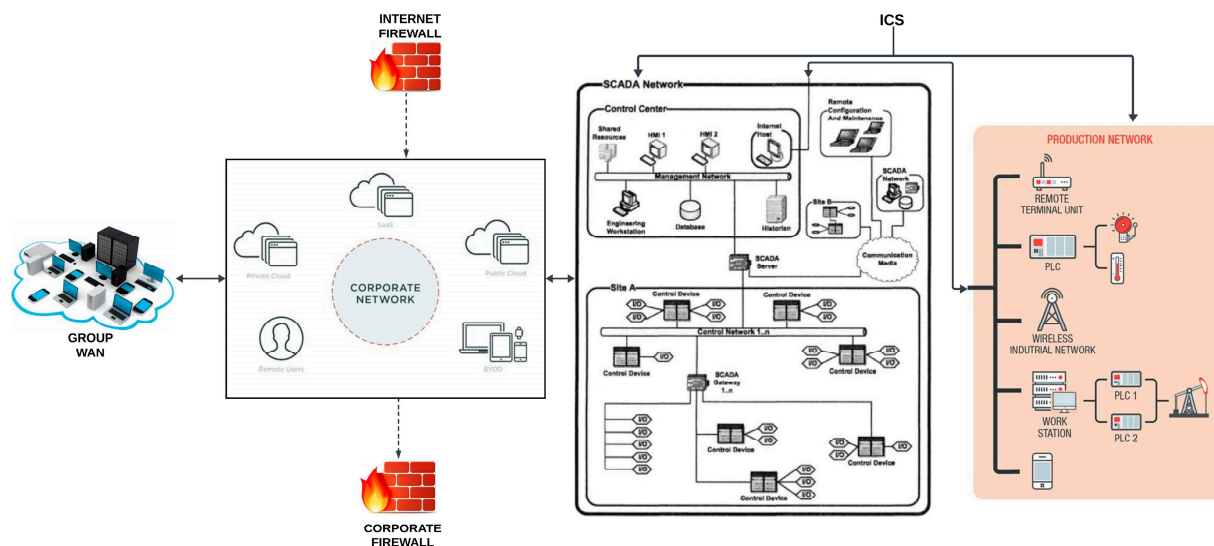 INTERNET
FIREWALL
GROUP
WAN
SaaS
Private Cloud
Public Cloud
CORPORATE
NETWORK
Remote Users
BYOD
CORPORATE
FIREWALL
ICS
SCADA Network
Control Center
Shared
Resources
HMI 1
HMI 2
Internet
Host
Management Network
Engineering
Workstation
Database
Historian
Remote
Configuration
And Maintenance
SCADA
Network
Site B
Communication
Media
SCADA
Server
Site A
Control Device
Control Device
I/O
I/O
I/O
I/O
I/O
I/O
I/O
I/O
Control Network 1..n
I/O
Control Device
I/O
I/O
I/O
I/O
Control Device
SCADA
Gateway
1..n
I/O
I/O
I/O
I/O
I/O
I/O
I/O
Control Device
I/O
I/O
I/O
Control Device
I/O
I/O
I/O
Control Device
PRODUCTION NETWORK
REMOTE
TERMINAL UNIT
PLC
WIRELESS
INDUTRIAL NETWORK
WORK
STATION
PLC 1
PLC 2